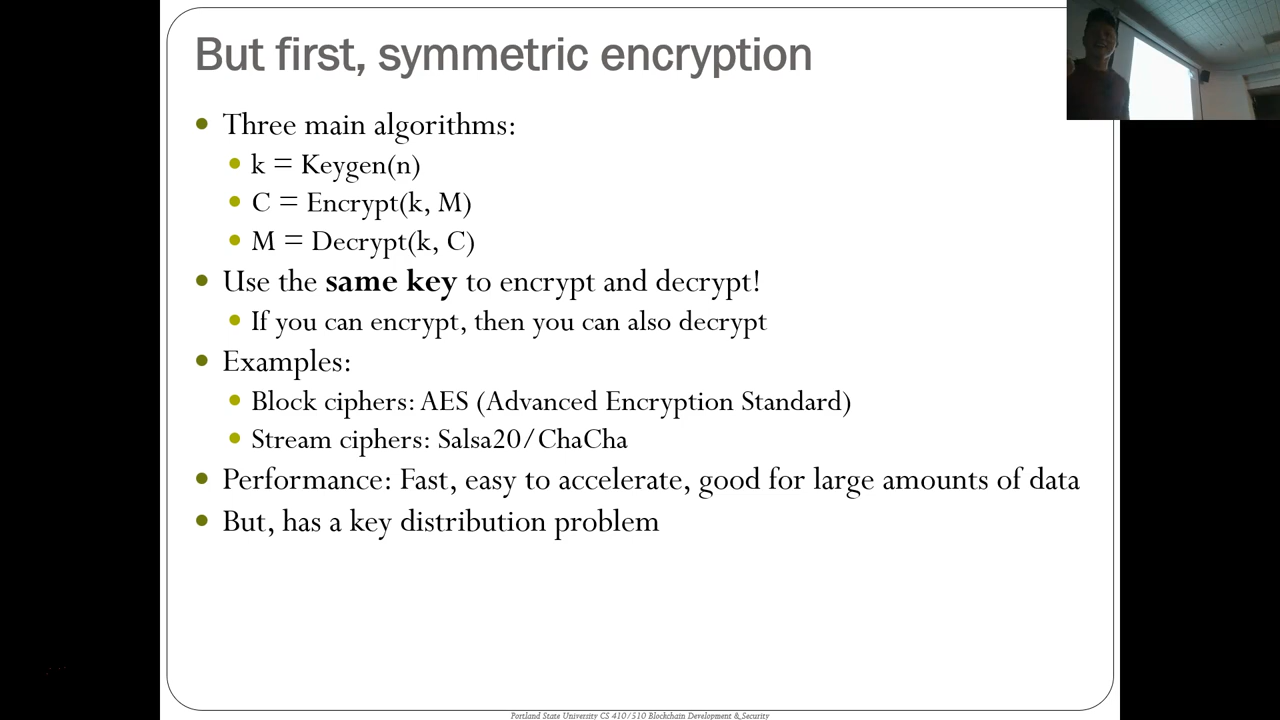 But first, symmetric encryption
Three main algorithms:
k = Keygen(n)
C = Encrypt(k, M)
M = Decrypt(k, C)
Use the same key to encrypt and decrypt!
If you can encrypt, then you can also decrypt
Examples:
Block ciphers: AES (Advanced Encryption Standard)
Stream ciphers: Salsa20/ChaCha
Performance: Fast, easy to accelerate, good for large amounts of data
But, has a key distribution problem
Portland State University CS 410/510 Blockchain Development & Security